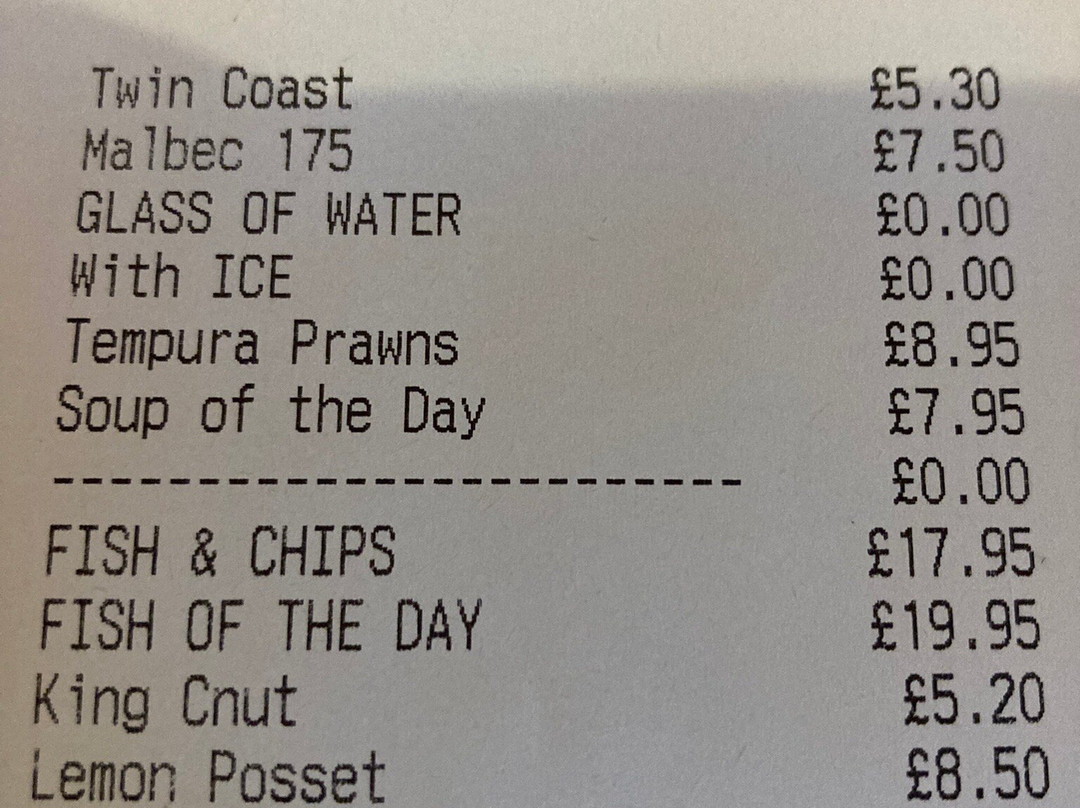 Twin Coast £5.30
Malbec 175 £7.50
GLASS OF WATER £0.00
With ICE £0.00
Tempura Prawns £8.95
Soup of the Day £7.95
------------------------- £0.00
FISH & CHIPS £17.95
FISH OF THE DAY £19.95
King Cnut £5.20
Lemon Posset £8.50